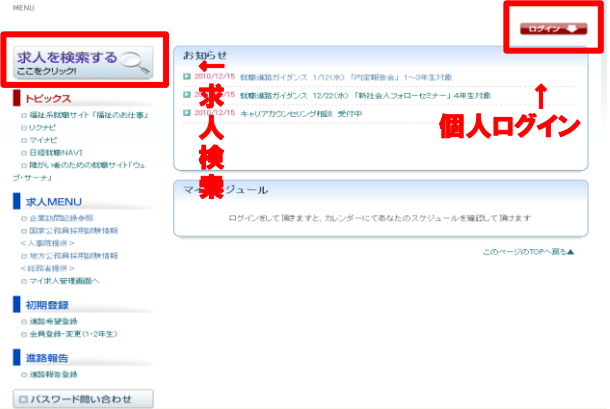 MENU
ログイン
求人を検索する
ここをクリック!
お知らせ
2010/12/15 就職進路ガイダンス 1/12(水)「内定報告会」1～3年生対象
2010/12/15 就職進路ガイダンス 12/22(水)「新社会人フォローセミナー」4年生対象
2010/12/15 キャリアカウンセリング相談 受付中
←求人検索
↑
個人ログイン
トピックス
福祉系就職サイト「福祉のお仕事」
リクナビ
マイナビ
日経就職NAVI
障がい者のための就職サイト「ウェ
ブ・サーナ」
マイスケジュール
ログインをして頂きますと、カレンダーにてあなたのスケジュールを確認して頂けます
このページのTOPへ戻る▲
求人MENU
企業訪問記録参照
国家公務員採用試験情報
<人事院提供>
地方公務員採用試験情報
<総務省提供>
マイ求人管理画面へ
初期登録
進路希望登録
会員登録・変更(1・2年生)
進路報告
進路報告登録
パスワード問い合わせ